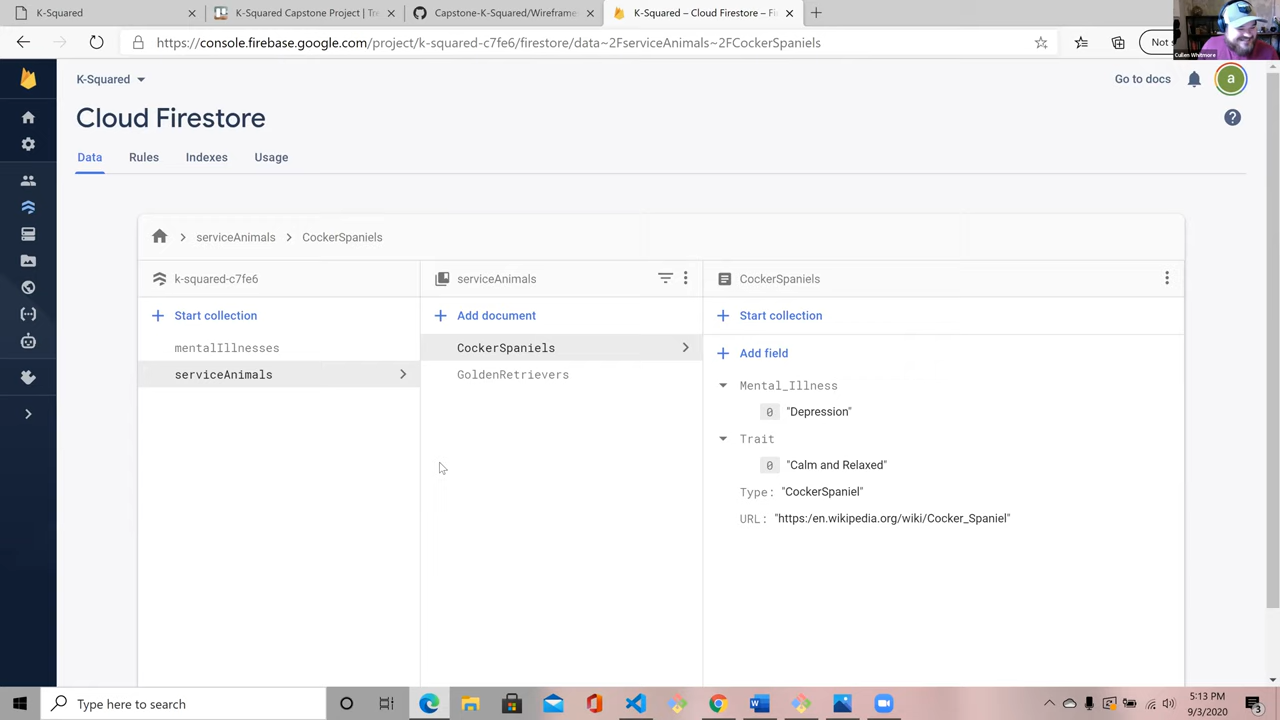 K-Squared
K-Squared Capstone Project | Tre
Capstone-K-Squared/Wireframe
K-Squared – Cloud Firestore – Fi
https://console.firebase.google.com/project/k-squared-c7fe6/firestore/data~2FserviceAnimals~2FCockerSpaniels
Not s
Cullen Whitmore
K-Squared
Go to docs
a
Cloud Firestore
Data
Rules
Indexes
Usage
serviceAnimals
CockerSpaniels
k-squared-c7fe6
serviceAnimals
CockerSpaniels
Start collection
Add document
Start collection
mentalIllnesses
CockerSpaniels
Add field
serviceAnimals
GoldenRetrievers
Mental_Illness
0 "Depression"
Trait
0 "Calm and Relaxed"
Type: "CockerSpaniel"
URL: "https:/en.wikipedia.org/wiki/Cocker_Spaniel"
Type here to search
5:13 PM
9/3/2020
3